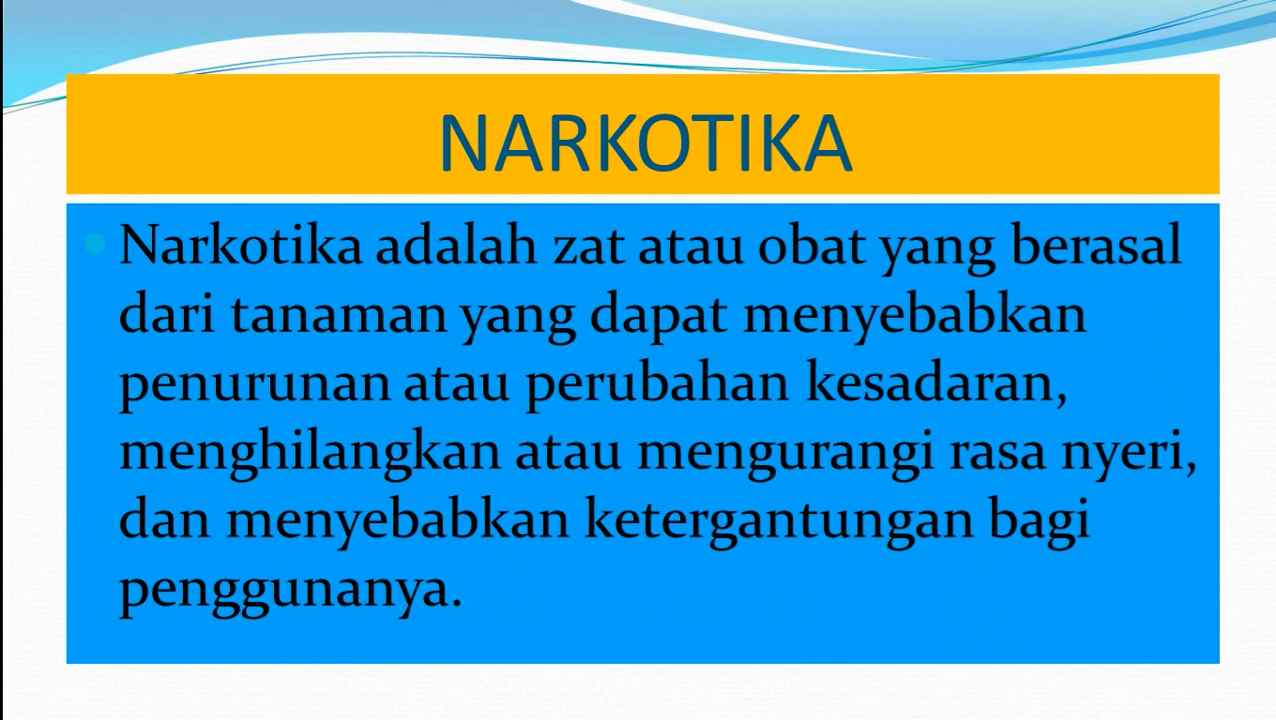 NARKOTIKA
Narkotika adalah zat atau obat yang berasal
dari tanaman yang dapat menyebabkan
penurunan atau perubahan kesadaran,
menghilangkan atau mengurangi rasa nyeri,
dan menyebabkan ketergantungan bagi
penggunanya.